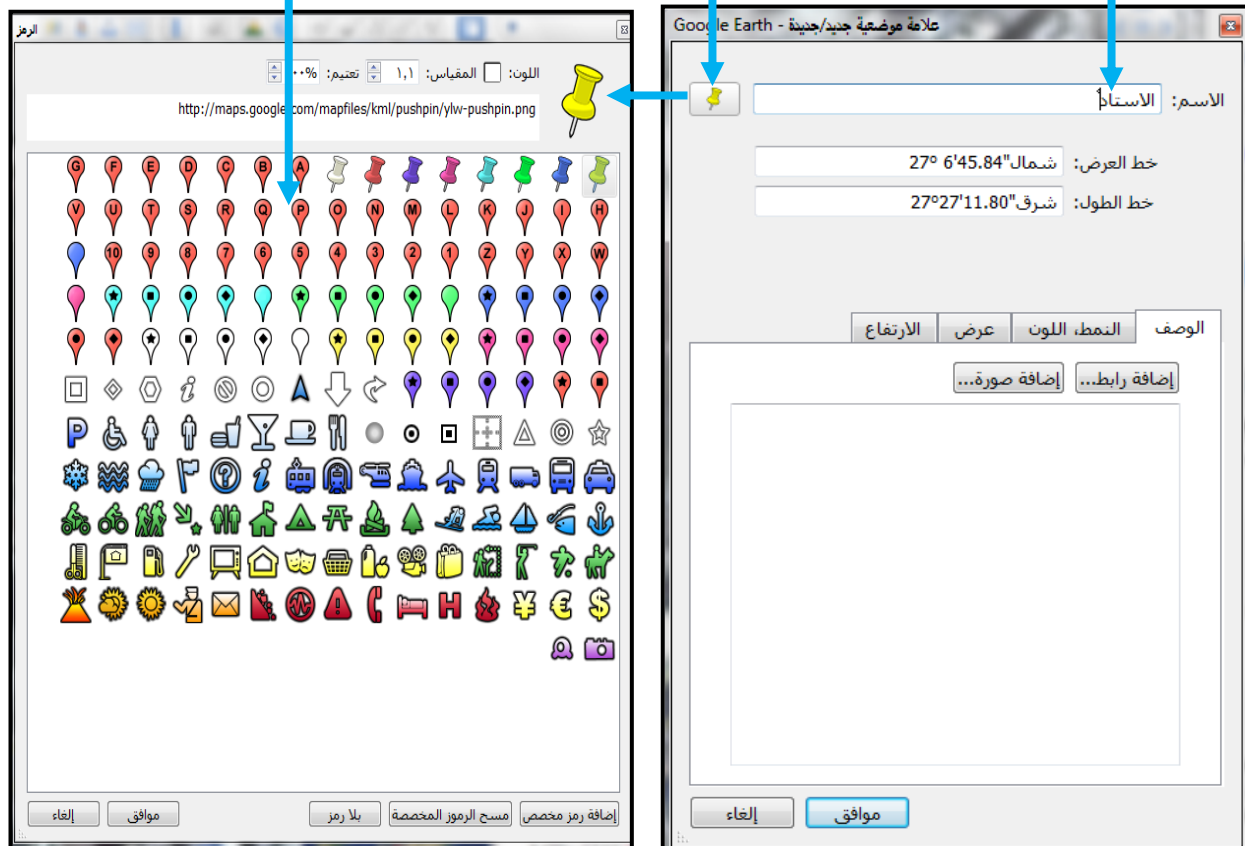 علامة موضعية جديد/جديدة - Google Earth
الاسم: الاستاد
خط العرض: 27° 6'45.84"شمال
خط الطول: 27°27'11.80"شرق
الوصف النمط، اللون عرض الارتفاع
إضافة رابط... إضافة صورة...
موافق إلغاء
الرمز
اللون: المقياس: ١,١ تعتيم:
http://maps.google.com/mapfiles/kml/pushpin/ylw-pushpin.png
A B C D E F G
H I J K L M N O P Q R S T U V
W X Y Z 1 2 3 4 5 6 7 8 9 10
i
P
i ?
H ¥ € $
إضافة رمز مخصص مسح الرموز المخصصة بلا رمز موافق إلغاء